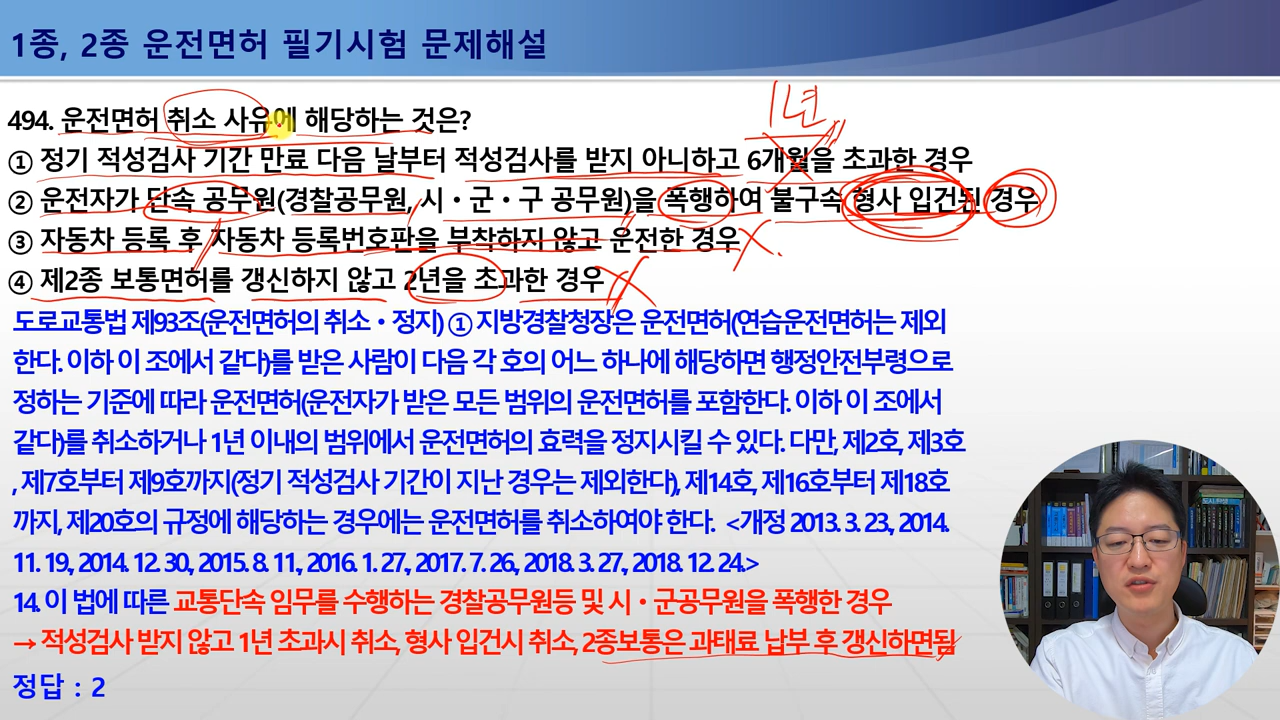 1종, 2종 운전면허 필기시험 문제해설
1년
494. 운전면허 취소 사유에 해당하는 것은?
① 정기 적성검사 기간 만료 다음 날부터 적성검사를 받지 아니하고 6개월을 초과한 경우
② 운전자가 단속 공무원(경찰공무원, 시·군·구 공무원)을 폭행하여 불구속 형사 입건된 경우
③ 자동차 등록 후 자동차 등록번호판을 부착하지 않고 운전한 경우
④ 제2종 보통면허를 갱신하지 않고 2년을 초과한 경우
도로교통법 제93조(운전면허의 취소·정지) ① 지방경찰청장은 운전면허(연습운전면허는 제외
한다. 이하 이 조에서 같다)를 받은 사람이 다음 각 호의 어느 하나에 해당하면 행정안전부령으로
정하는 기준에 따라 운전면허(운전자가 받은 모든 범위의 운전면허를 포함한다. 이하 이 조에서
같다)를 취소하거나 1년 이내의 범위에서 운전면허의 효력을 정지시킬 수 있다. 다만, 제2호, 제3호
, 제7호부터 제9호까지(정기 적성검사 기간이 지난 경우는 제외한다), 제14호, 제16호부터 제18호
까지, 제20호의 규정에 해당하는 경우에는 운전면허를 취소하여야 한다. <개정 2013. 3. 23., 2014.
11. 19., 2014. 12. 30., 2015. 8. 11., 2016. 1. 27., 2017. 7. 26., 2018. 3. 27., 2018. 12. 24.>
14. 이 법에 따른 교통단속 임무를 수행하는 경찰공무원등 및 시·군공무원을 폭행한 경우
→ 적성검사 받지 않고 1년 초과시 취소, 형사 입건시 취소, 2종보통은 과태료 납부 후 갱신하면됨
정답 : 2